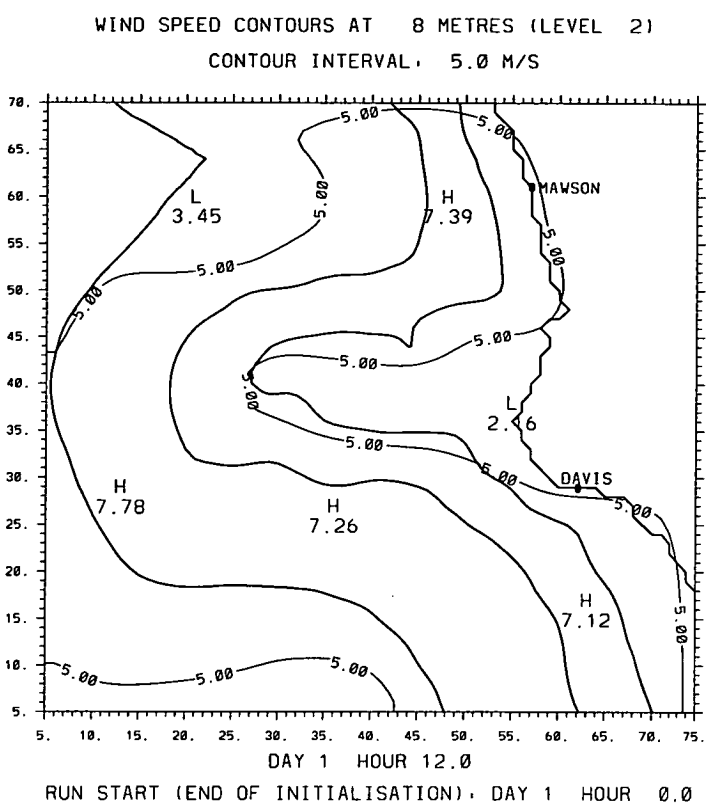 WIND SPEED CONTOURS AT 8 METRES (LEVEL 2)
CONTOUR INTERVAL, 5.0 M/S
70.
65.
60.
55.
50.
45.
40.
35.
30.
25.
20.
15.
10.
5.
5.00
5.00
5.00
MAWSON
L
3.45
H
7.39
5.00
5.00
5.00
5.00
5.00
5.00
L
5.00
5.00
DAVIS
H
7.78
H
7.26
5.00
H
7.12
5.00
5.00
5.00
5.00
5. 10. 15. 20. 25. 30. 35. 40. 45. 50. 55. 60. 65. 70. 75.
DAY 1 HOUR 12.0
RUN START (END OF INITIALISATION), DAY 1 HOUR 0.0